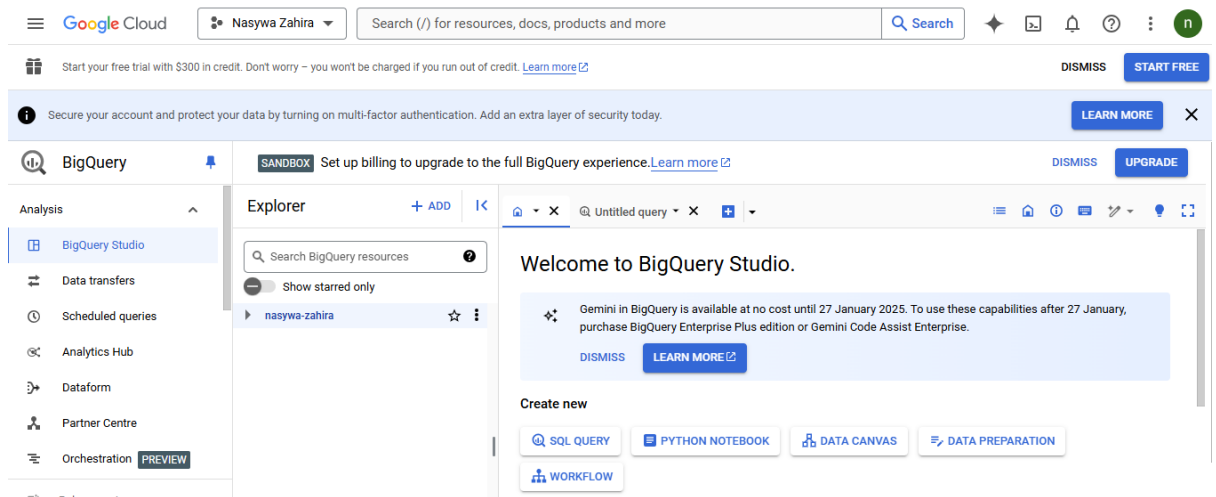 Google Cloud
Nasywa Zahira
Search (/) for resources, docs, products and more
Search
n
Start your free trial with $300 in credit. Don't worry – you won't be charged if you run out of credit. Learn more
DISMISS
START FREE
Secure your account and protect your data by turning on multi-factor authentication. Add an extra layer of security today.
LEARN MORE
BigQuery
SANDBOX Set up billing to upgrade to the full BigQuery experience. Learn more
DISMISS
UPGRADE
Analysis
BigQuery Studio
Data transfers
Scheduled queries
Analytics Hub
Dataform
Partner Centre
Orchestration PREVIEW
Explorer
+ ADD
Search BigQuery resources
Show starred only
nasywa-zahira
Untitled query
Welcome to BigQuery Studio.
Gemini in BigQuery is available at no cost until 27 January 2025. To use these capabilities after 27 January,
purchase BigQuery Enterprise Plus edition or Gemini Code Assist Enterprise.
DISMISS
LEARN MORE
Create new
SQL QUERY
PYTHON NOTEBOOK
DATA CANVAS
DATA PREPARATION
WORKFLOW